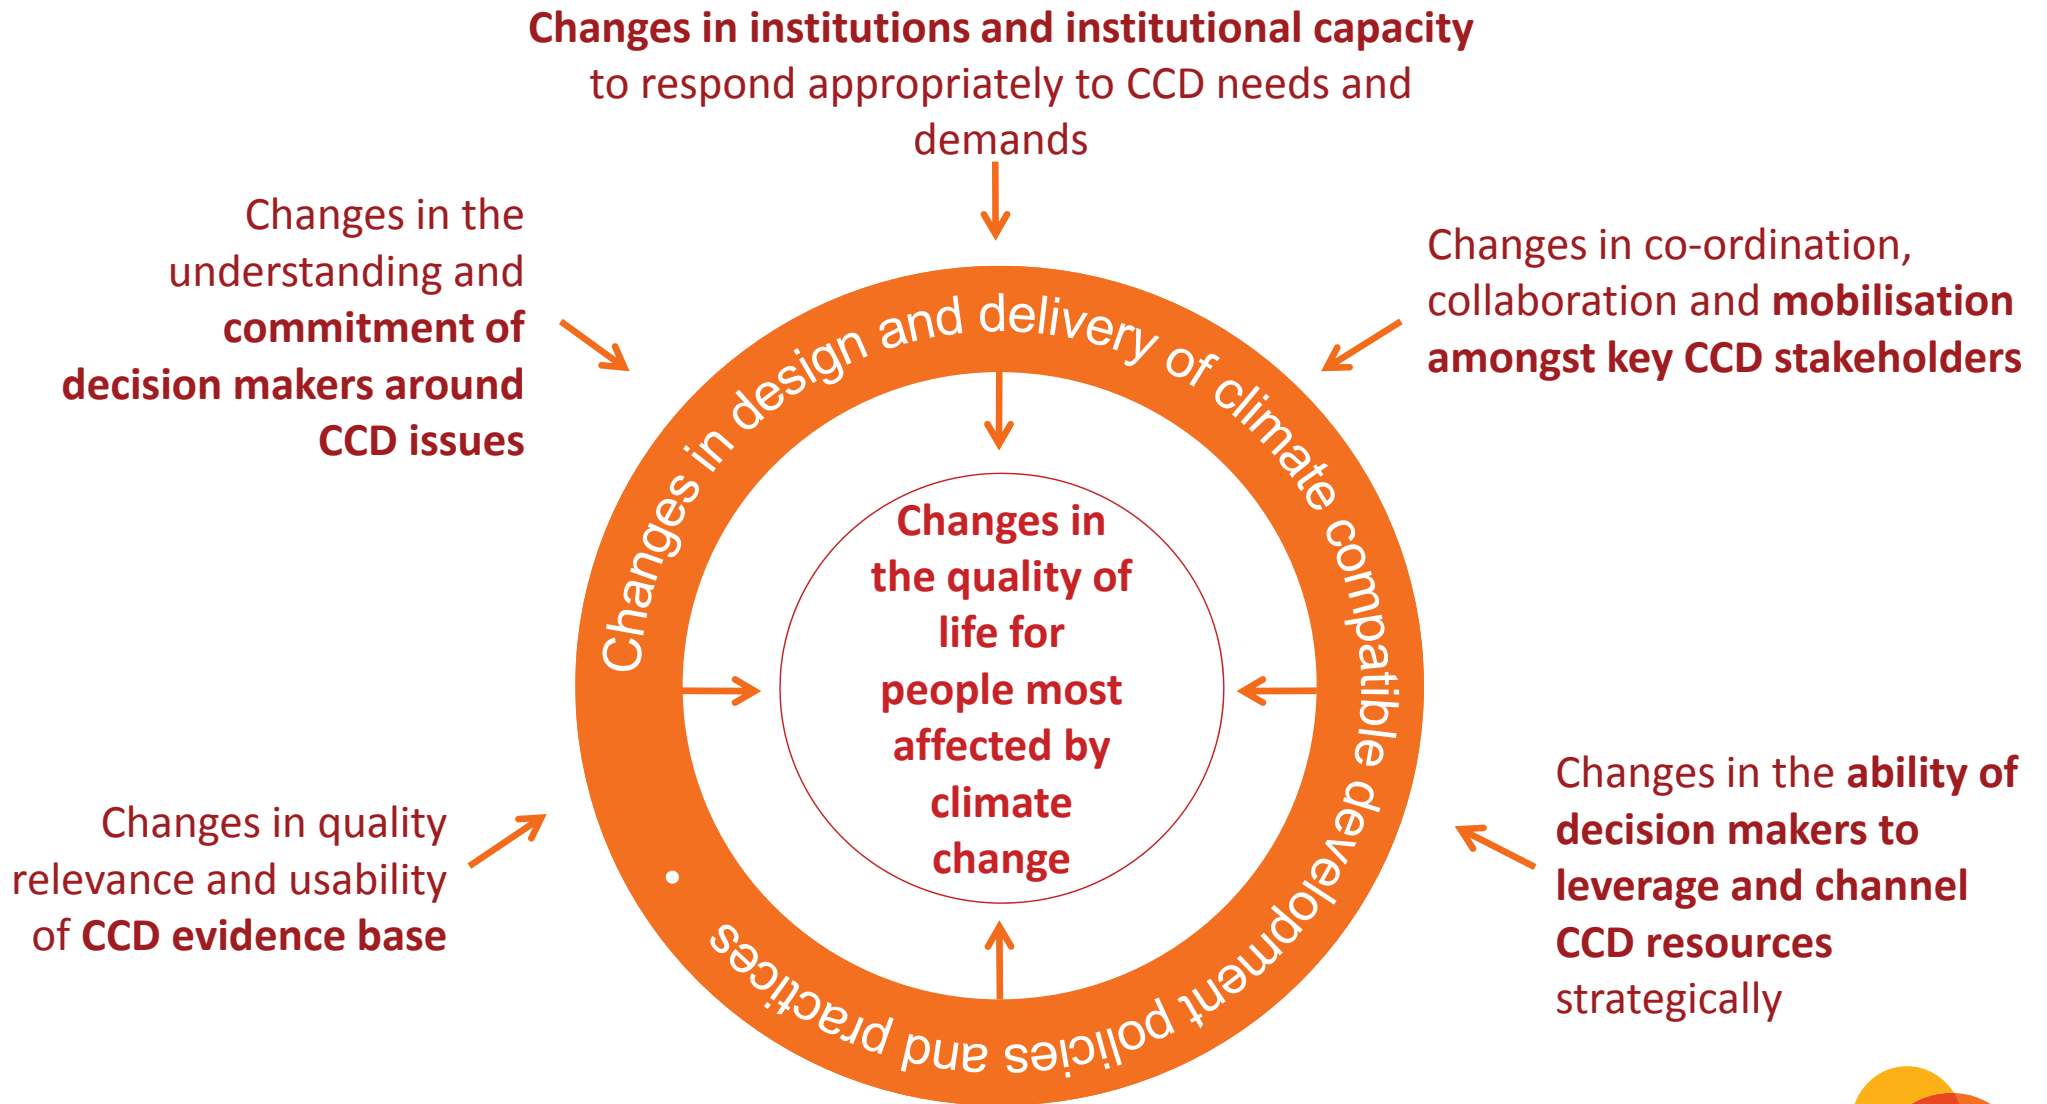 Changes in institutions and institutional capacity
to respond appropriately to CCD needs and
demands
Changes in the
understanding and
commitment of
decision makers around
CCD issues
Changes in co-ordination,
collaboration and mobilisation
amongst key CCD stakeholders
Changes in design and delivery of climate compatible development policies and practices •
Changes in
the quality of
life for
people most
affected by
climate
change
Changes in quality
relevance and usability
of CCD evidence base
Changes in the ability of
decision makers to
leverage and channel
CCD resources
strategically